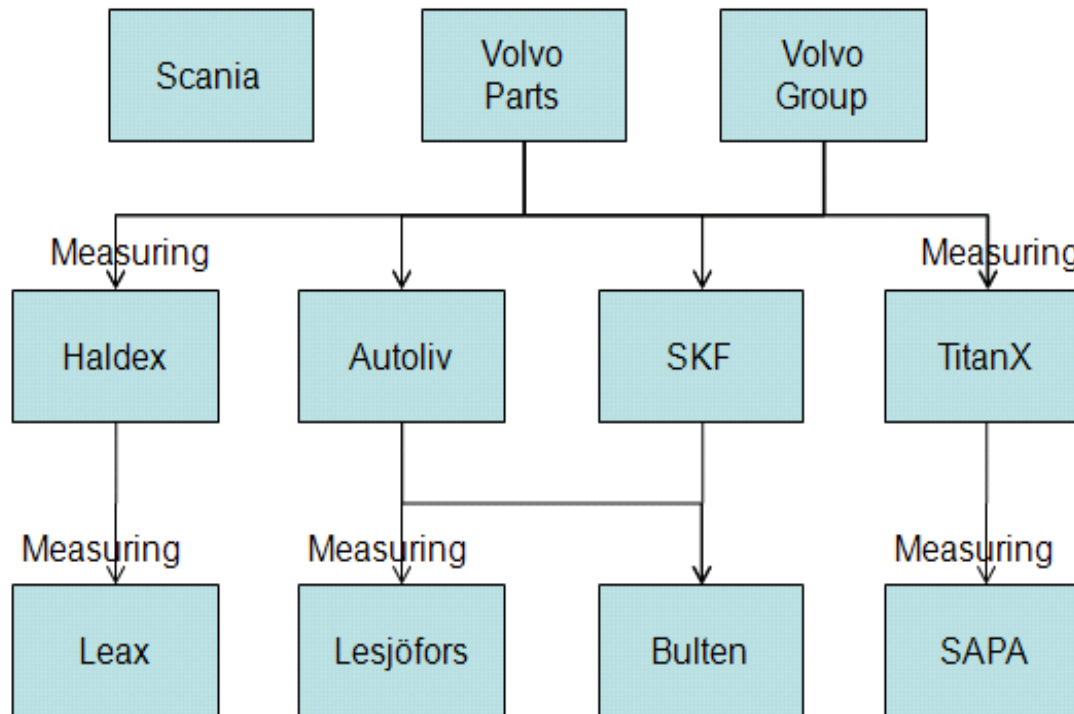 Scania
Volvo
Parts
Volvo
Group
Measuring
Measuring
Haldex
Autoliv
SKF
TitanX
Measuring
Measuring
Measuring
Leax
Lesjöfors
Bulten
SAPA